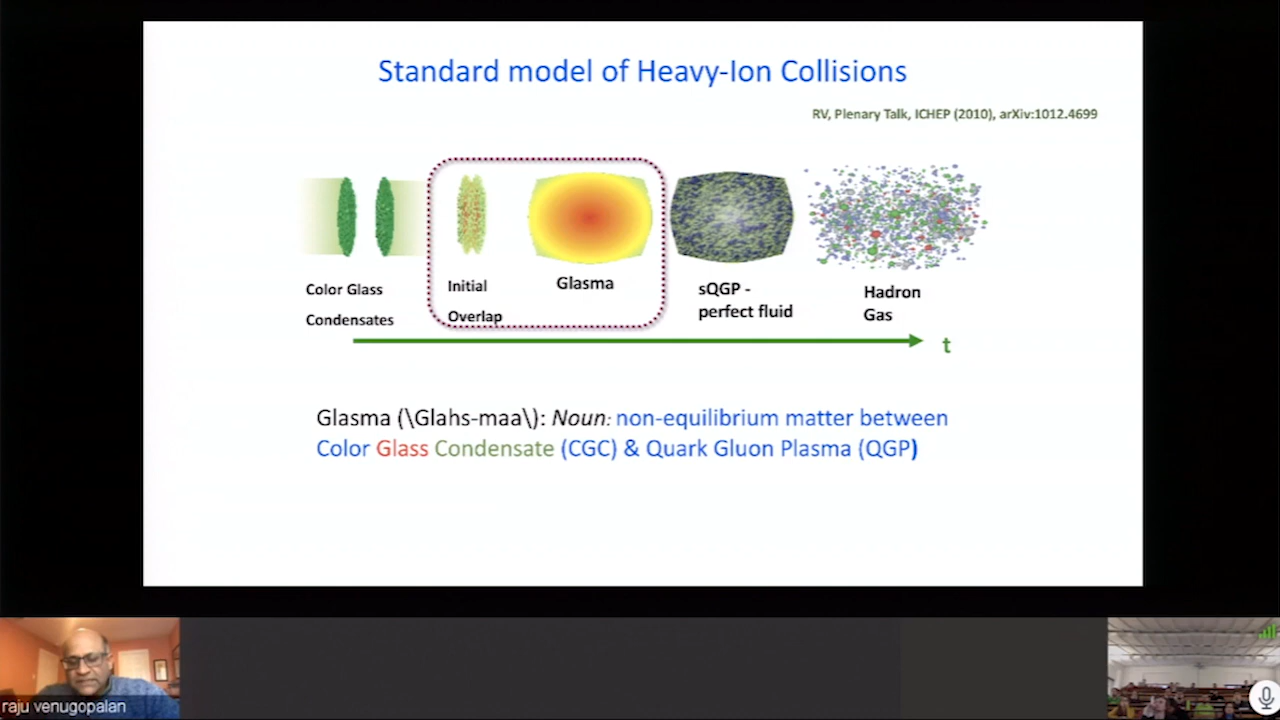 Standard model of Heavy-Ion Collisions
RV, Plenary Talk, ICHEP (2010), arXiv:1012.4699
Color Glass
Condensates
Initial
Overlap
Glasma
sQGP -
perfect fluid
Hadron
Gas
t
Glasma (\Glahs-maa\): Noun: non-equilibrium matter between
Color Glass Condensate (CGC) & Quark Gluon Plasma (QGP)
raju venugopalan